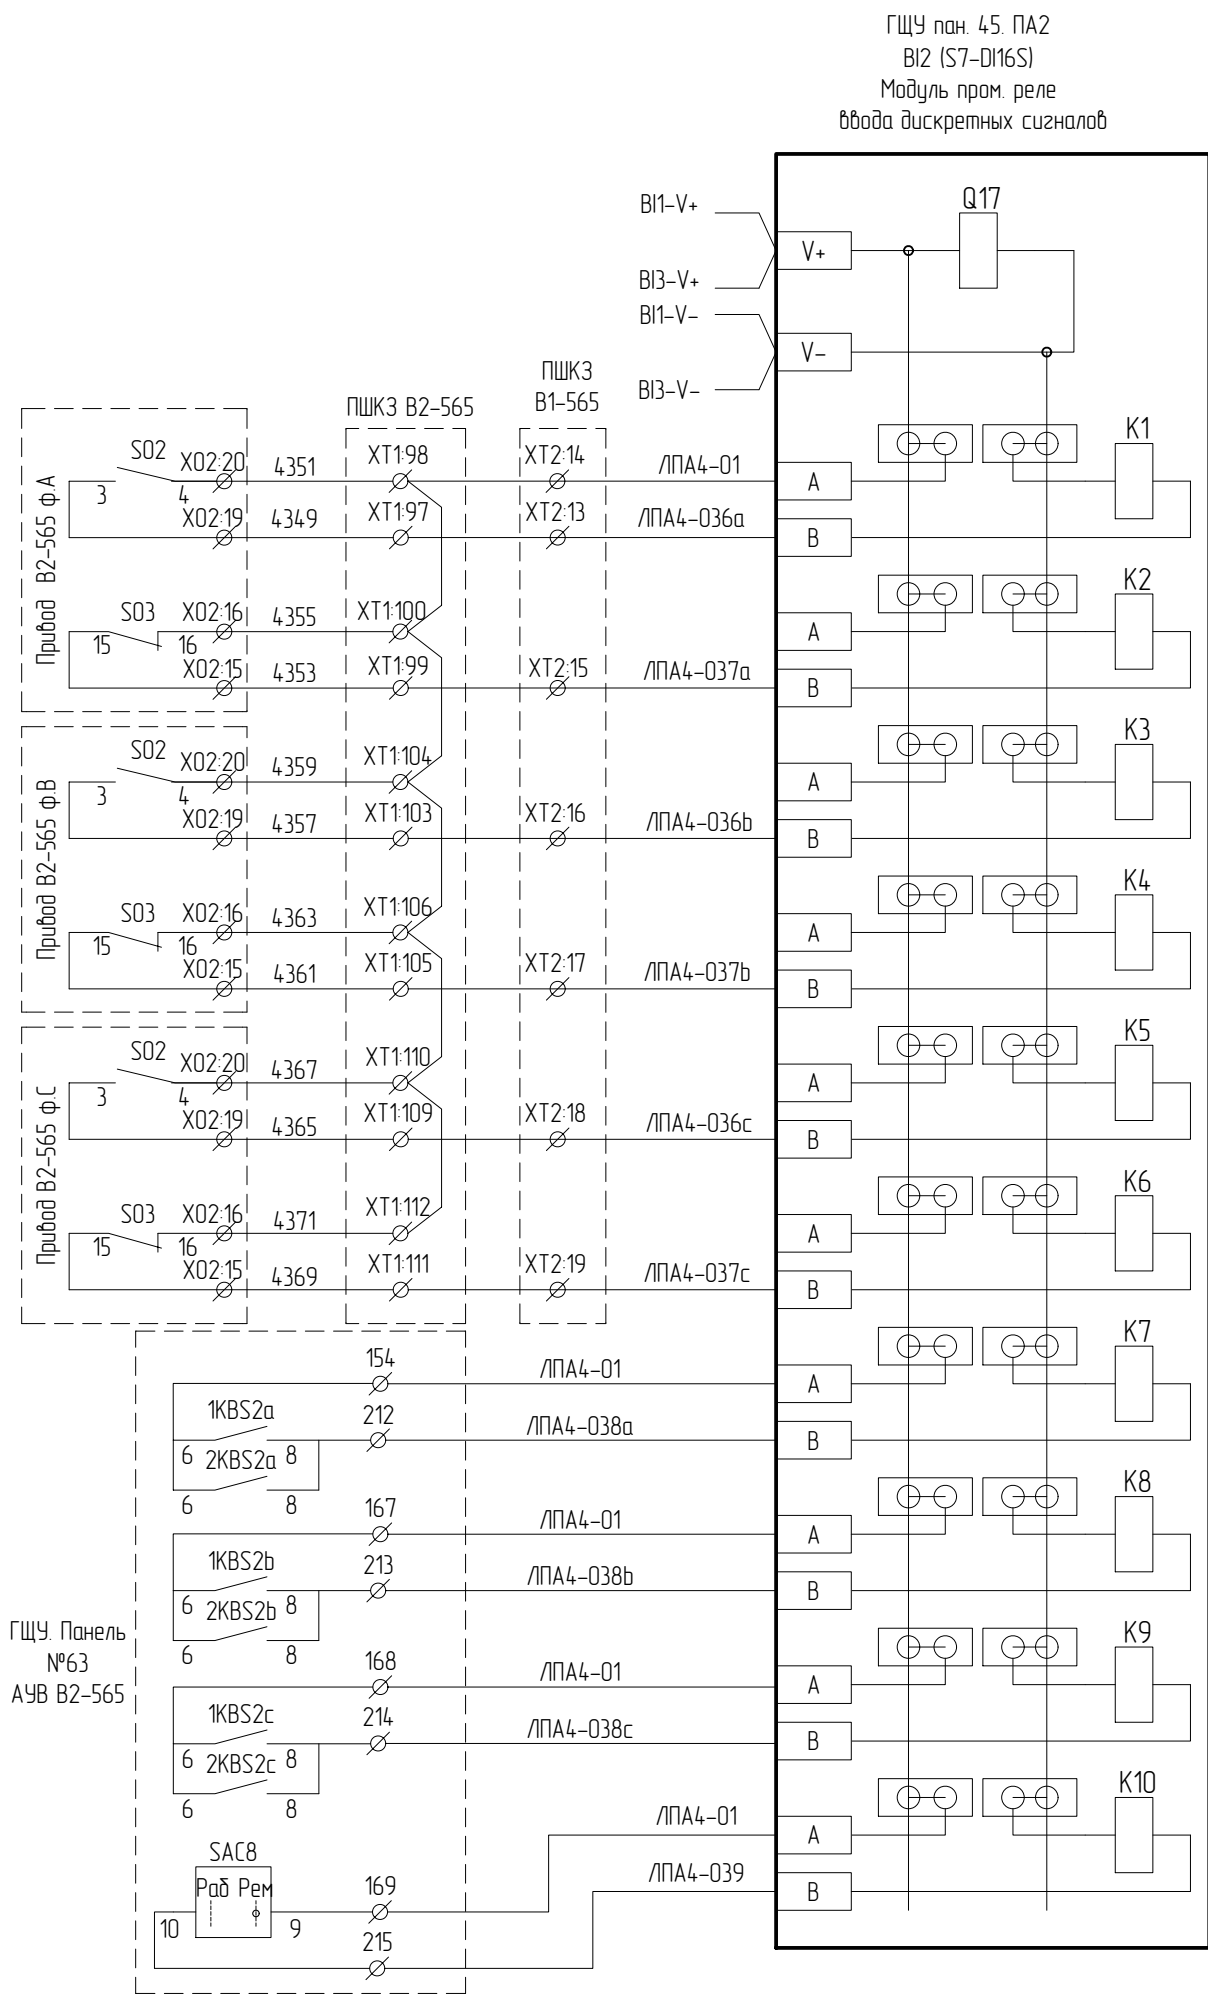 ГЩУ пан. 45. ПА2
BI2 (S7-DI16S)
Модуль пром. реле
ввода дискретных сигналов
BI1-V+
BI3-V+
BI1-V-
BI3-V-
V+
V-
Q17
ПШКЗ В2-565
ПШКЗ
В1-565
Привод В2-565 ф.А
S02
3
4
X02:20
4351
XT1:98
XT2:14
ЛПА4-01
A
K1
X02:19
4349
XT1:97
XT2:13
ЛПА4-036a
B
S03
15
16
X02:16
4355
XT1:100
A
K2
X02:15
4353
XT1:99
XT2:15
ЛПА4-037a
B
Привод В2-565 ф.В
S02
3
4
X02:20
4359
XT1:104
A
K3
X02:19
4357
XT1:103
XT2:16
ЛПА4-036b
B
S03
15
16
X02:16
4363
XT1:106
A
K4
X02:15
4361
XT1:105
XT2:17
ЛПА4-037b
B
Привод В2-565 ф.С
S02
3
4
X02:20
4367
XT1:110
A
K5
X02:19
4365
XT1:109
XT2:18
ЛПА4-036c
B
S03
15
16
X02:16
4371
XT1:112
A
K6
X02:15
4369
XT1:111
XT2:19
ЛПА4-037c
B
ГЩУ. Панель
№63
АУВ В2-565
154
ЛПА4-01
A
K7
1KBS2a
6
8
212
ЛПА4-038a
B
2KBS2a
6
8
167
ЛПА4-01
A
K8
1KBS2b
6
8
213
ЛПА4-038b
B
2KBS2b
6
8
168
ЛПА4-01
A
K9
1KBS2c
6
8
214
ЛПА4-038c
B
2KBS2c
6
8
SAC8
Раб Рем
10
9
169
ЛПА4-01
A
K10
215
ЛПА4-039
B